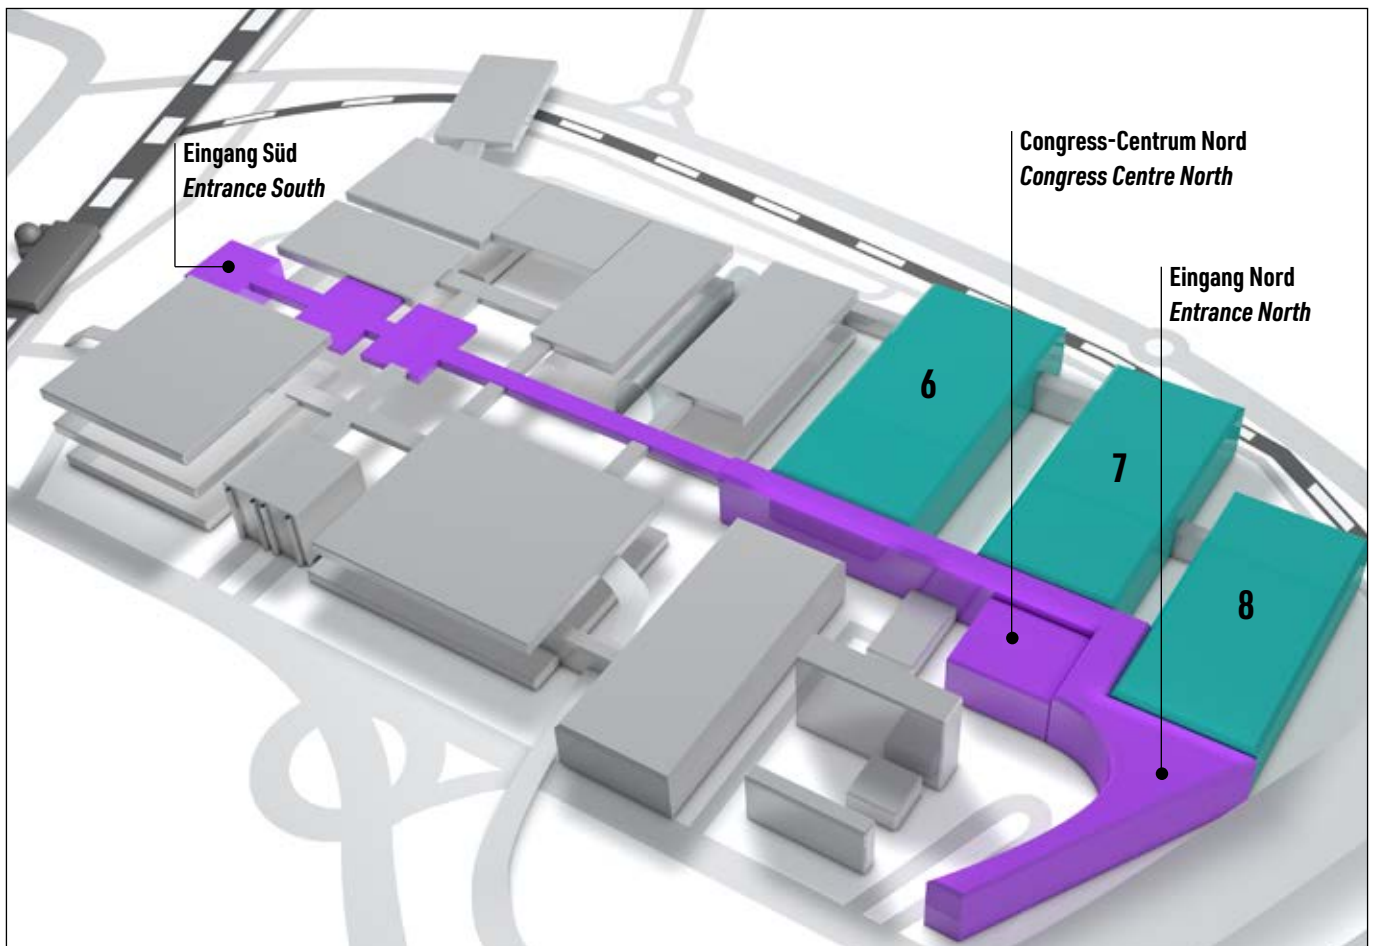 Eingang Süd
Entrance South
Congress-Centrum Nord
Congress Centre North
Eingang Nord
Entrance North
6
7
8